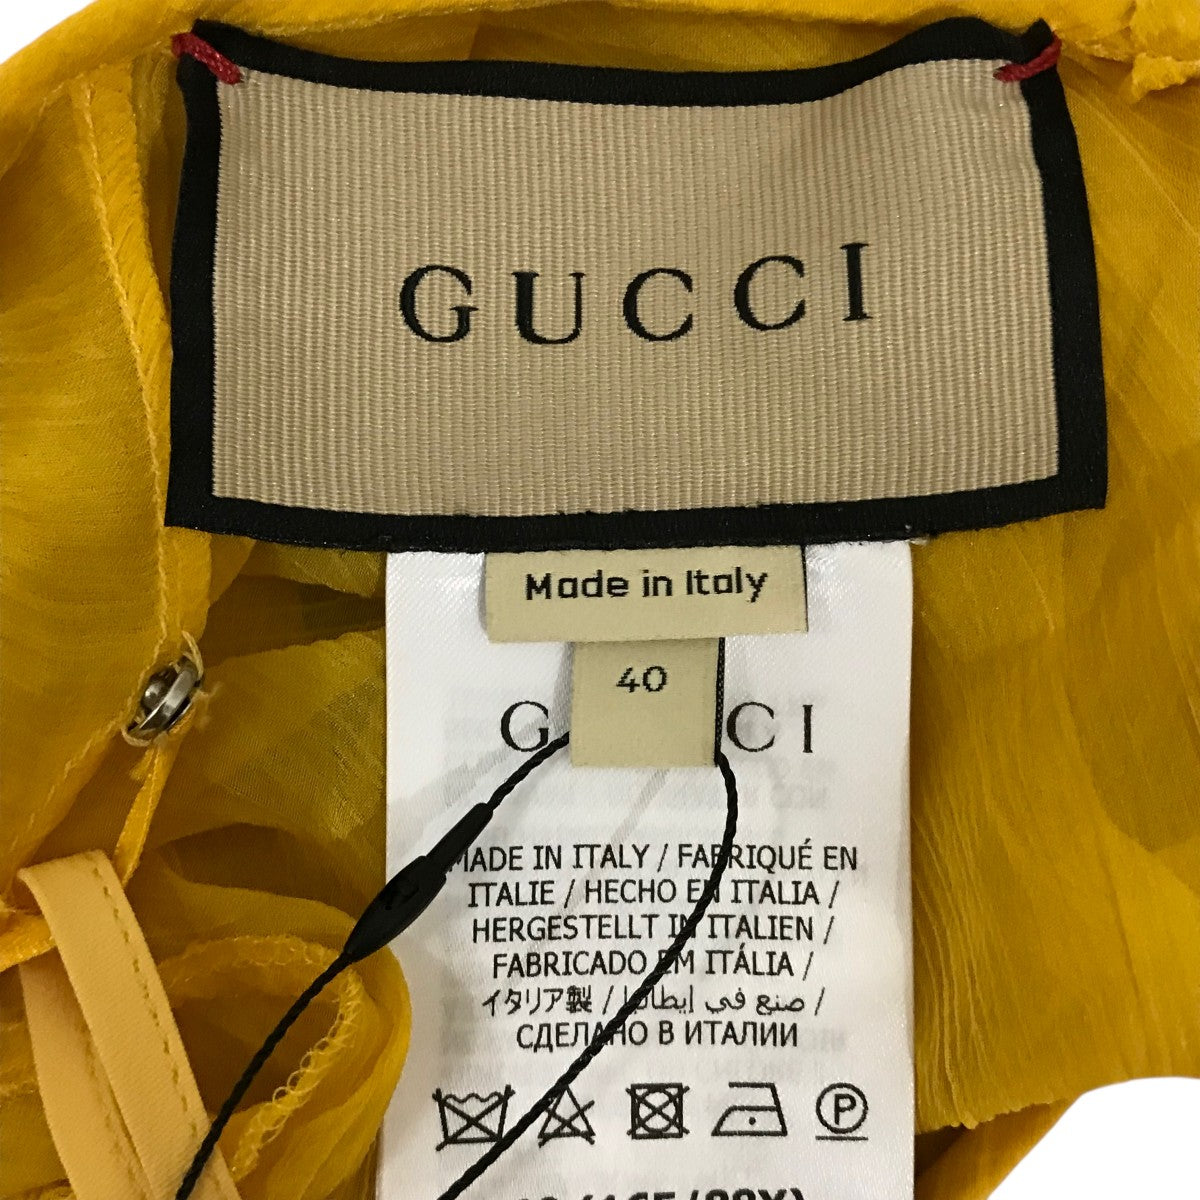 GUCCI
Made in Italy
40
G CI
MADE IN ITALY / FABRIQUÉ EN
ITALIE / HECHO EN ITALIA /
HERGESTELLT IN ITALIEN /
FABRICADO EM ITÁLIA /
イタリア製 / صنع في إيطاليا /
СДЕЛАНО В ИТАЛИИ
P